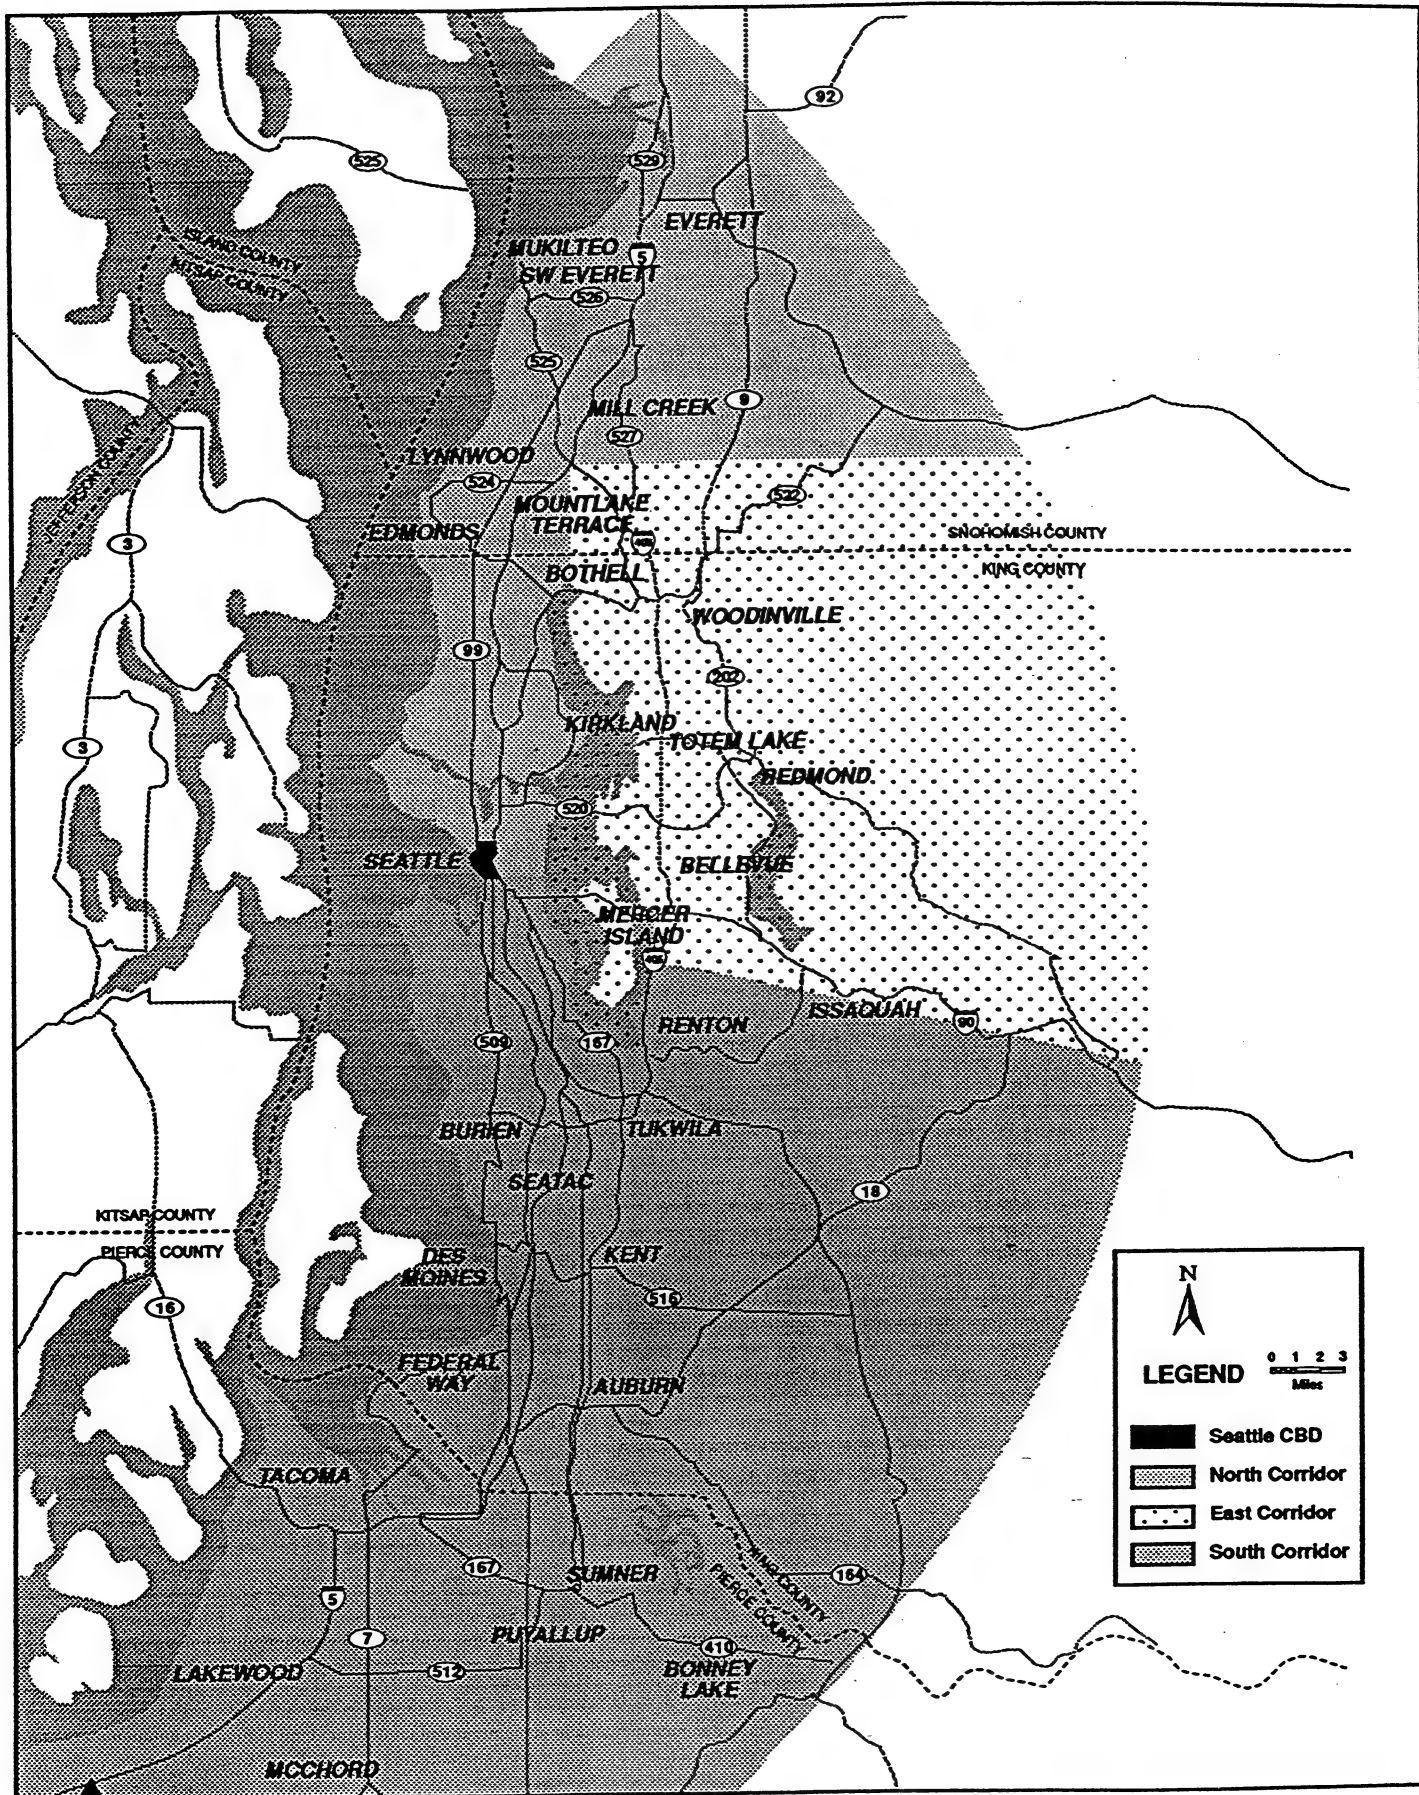 92
525
529
EVERETT
ISLAND COUNTY
KITSAP COUNTY
MUKILTEO
5
SW EVERETT
526
525
MILL CREEK
9
527
LYNNWOOD
524
522
MOUNTLAKE
TERRACE
EDMONDS
405
SNOHOMISH COUNTY
KING COUNTY
3
BOTHELL
WOODINVILLE
99
202
KIRKLAND
TOTEM LAKE
3
REDMOND
520
SEATTLE
BELLEVUE
MERCER
ISLAND
405
ISSAQUAH
90
RENTON
509
167
BURIEN
TUKWILA
SEATAC
18
KITSAP COUNTY
PIERCE COUNTY
DES
MOINES
KENT
516
16
FEDERAL
WAY
AUBURN
TACOMA
167
SUMNER
KING COUNTY
PIERCE COUNTY
164
5
7
PUYALLUP
410
LAKEWOOD
512
BONNEY
LAKE
MCCHORD
N
LEGEND
0 1 2 3
Miles
Seattle CBD
North Corridor
East Corridor
South Corridor